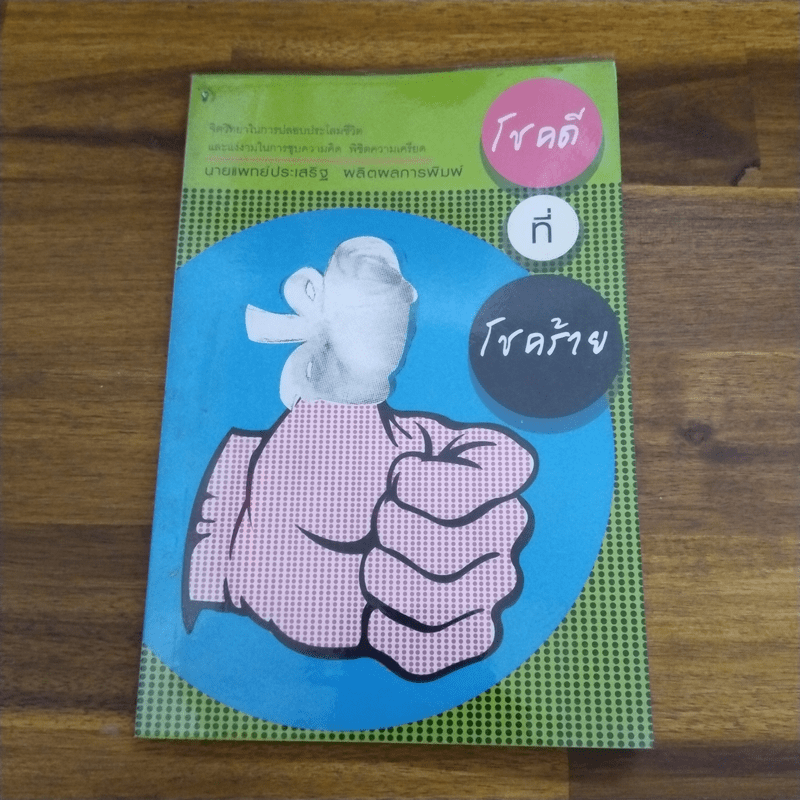 จิตวิทยาในการปลอบประโลมชีวิต
และแง่งามในการชุบความคิด พิชิตความเครียด
นายแพทย์ประเสริฐ ผลิตผลการพิมพ์
โชคดี
ที่
โชคร้าย